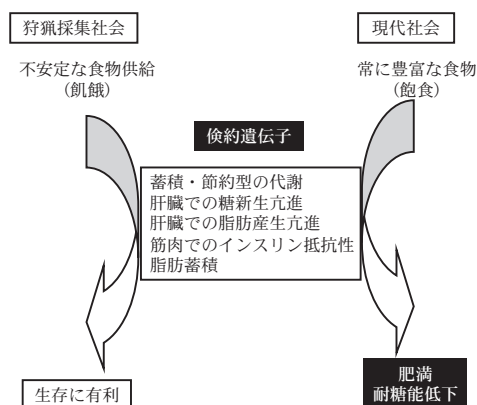 狩猟採集社会
現代社会
不安定な食物供給
(飢餓)
常に豊富な食物
(飽食)
倹約遺伝子
蓄積・節約型の代謝
肝臓での糖新生亢進
肝臓での脂肪産生亢進
筋肉でのインスリン抵抗性
脂肪蓄積
生存に有利
肥満
耐糖能低下